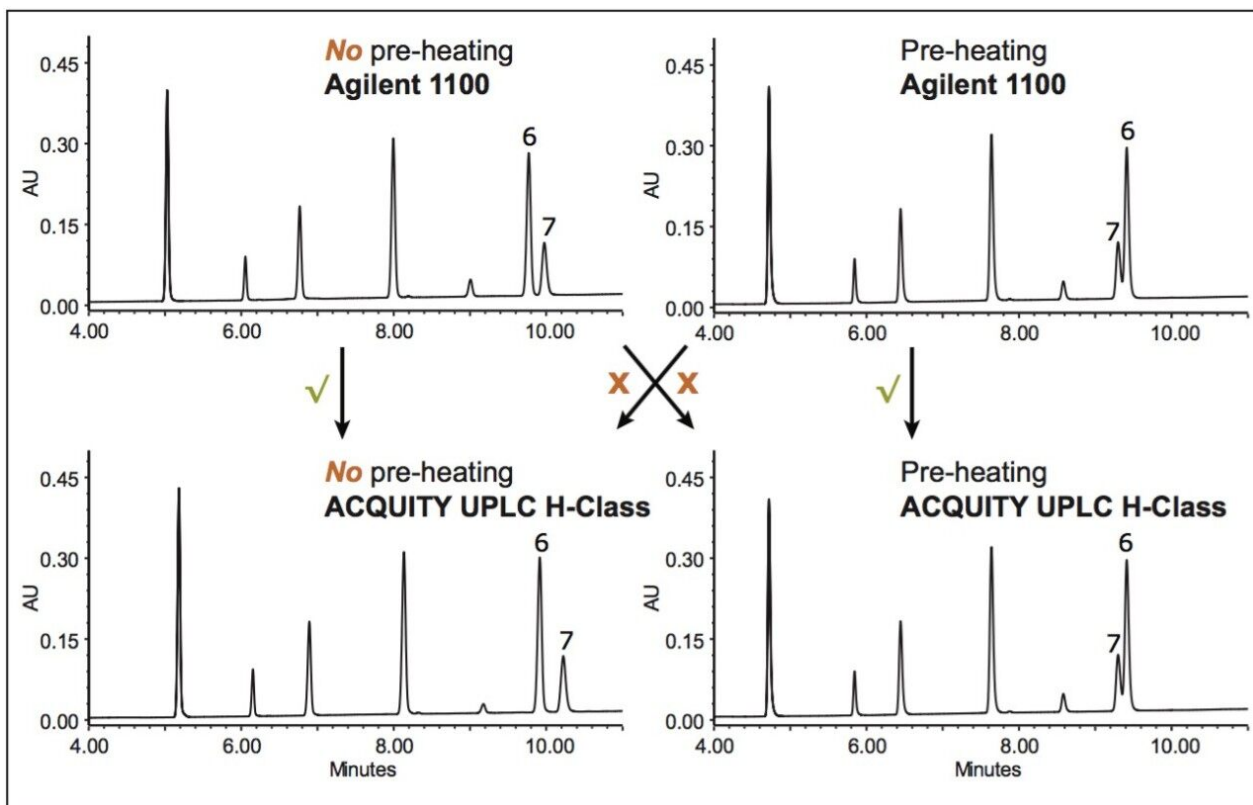 No pre-heating
Agilent 1100
0.45
0.30
0.15
0.00
AU
6
7
4.00 6.00 8.00 10.00
Pre-heating
Agilent 1100
0.45
0.30
0.15
0.00
AU
6
7
4.00 6.00 8.00 10.00
√ X X √
No pre-heating
ACQUITY UPLC H-Class
0.45
0.30
0.15
0.00
AU
6
7
4.00 6.00 8.00 10.00
Minutes
Pre-heating
ACQUITY UPLC H-Class
0.45
0.30
0.15
0.00
AU
6
7
4.00 6.00 8.00 10.00
Minutes